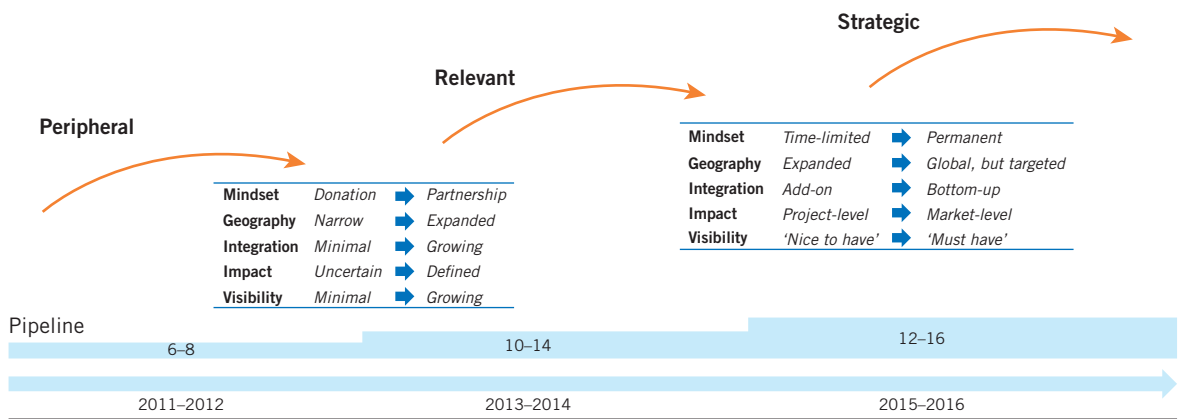 Strategic
Relevant
Peripheral
Mindset Time-limited Permanent
Geography Expanded Global, but targeted
Integration Add-on Bottom-up
Impact Project-level Market-level
Visibility ‘Nice to have’ ‘Must have’
Mindset Donation Partnership
Geography Narrow Expanded
Integration Minimal Growing
Impact Uncertain Defined
Visibility Minimal Growing
Pipeline
6–8 10–14 12–16
2011–2012 2013–2014 2015–2016